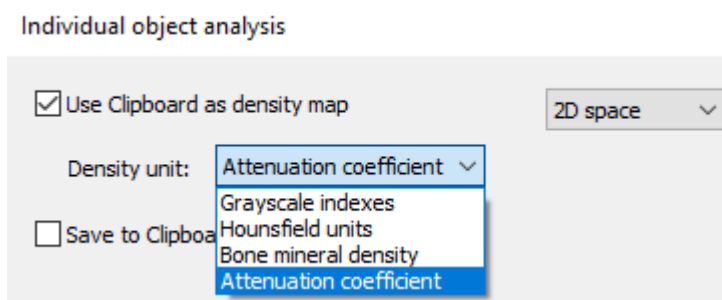 Individual object analysis
Use Clipboard as density map
2D space
Density unit:
Attenuation coefficient
Grayscale indexes
Hounsfield units
Save to Clipboa
Bone mineral density
Attenuation coefficient